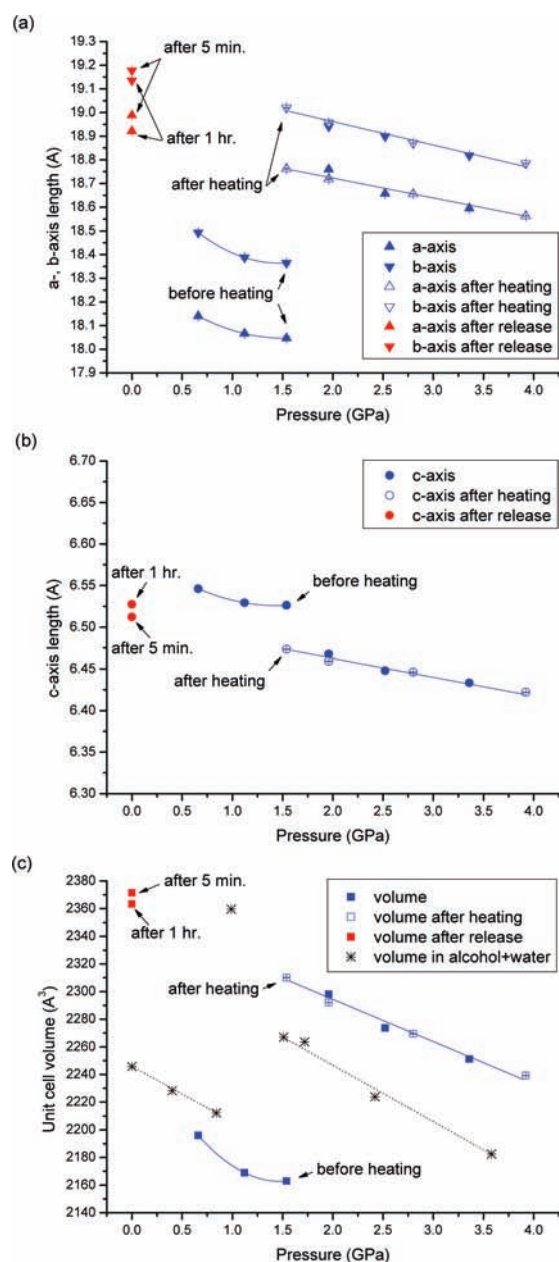 (a)
19.3
19.2
19.1
19.0
18.9
18.8
18.7
18.6
18.5
18.4
18.3
18.2
18.1
18.0
17.9
a-, b-axis length (A)
after 5 min.
after 1 hr.
after heating
before heating
a-axis
b-axis
a-axis after heating
b-axis after heating
a-axis after release
b-axis after release
0.0 0.5 1.0 1.5 2.0 2.5 3.0 3.5 4.0
Pressure (GPa)
(b)
6.70
6.65
6.60
6.55
6.50
6.45
6.40
6.35
6.30
c-axis length (A)
c-axis
c-axis after heating
c-axis after release
after 1 hr.
before heating
after 5 min.
after heating
0.0 0.5 1.0 1.5 2.0 2.5 3.0 3.5 4.0
Pressure (GPa)
(c)
2380
2360
2340
2320
2300
2280
2260
2240
2220
2200
2180
2160
2140
Unit cell volume (A³)
after 5 min.
after 1 hr.
volume
volume after heating
volume after release
volume in alcohol+water
after heating
before heating
0.0 0.5 1.0 1.5 2.0 2.5 3.0 3.5 4.0
Pressure (GPa)